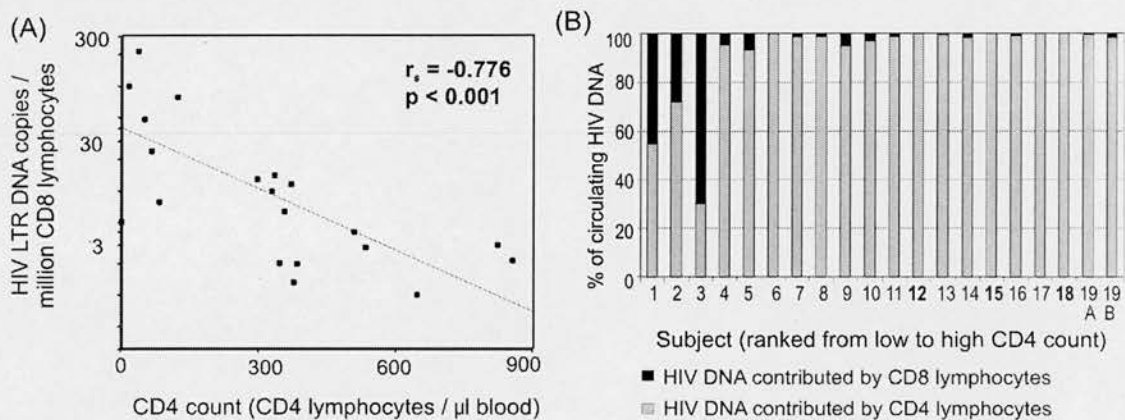 (A)
300
30
3
HIV LTR DNA copies /
million CD8 lymphocytes
rₛ = -0.776
p < 0.001
0 300 600 900
CD4 count (CD4 lymphocytes / µl blood)
(B)
100
80
60
40
20
0
% of circulating HIV DNA
1 2 3 4 5 6 7 8 9 10 11 12 13 14 15 16 17 18 19 19
A B
Subject (ranked from low to high CD4 count)
HIV DNA contributed by CD8 lymphocytes
HIV DNA contributed by CD4 lymphocytes